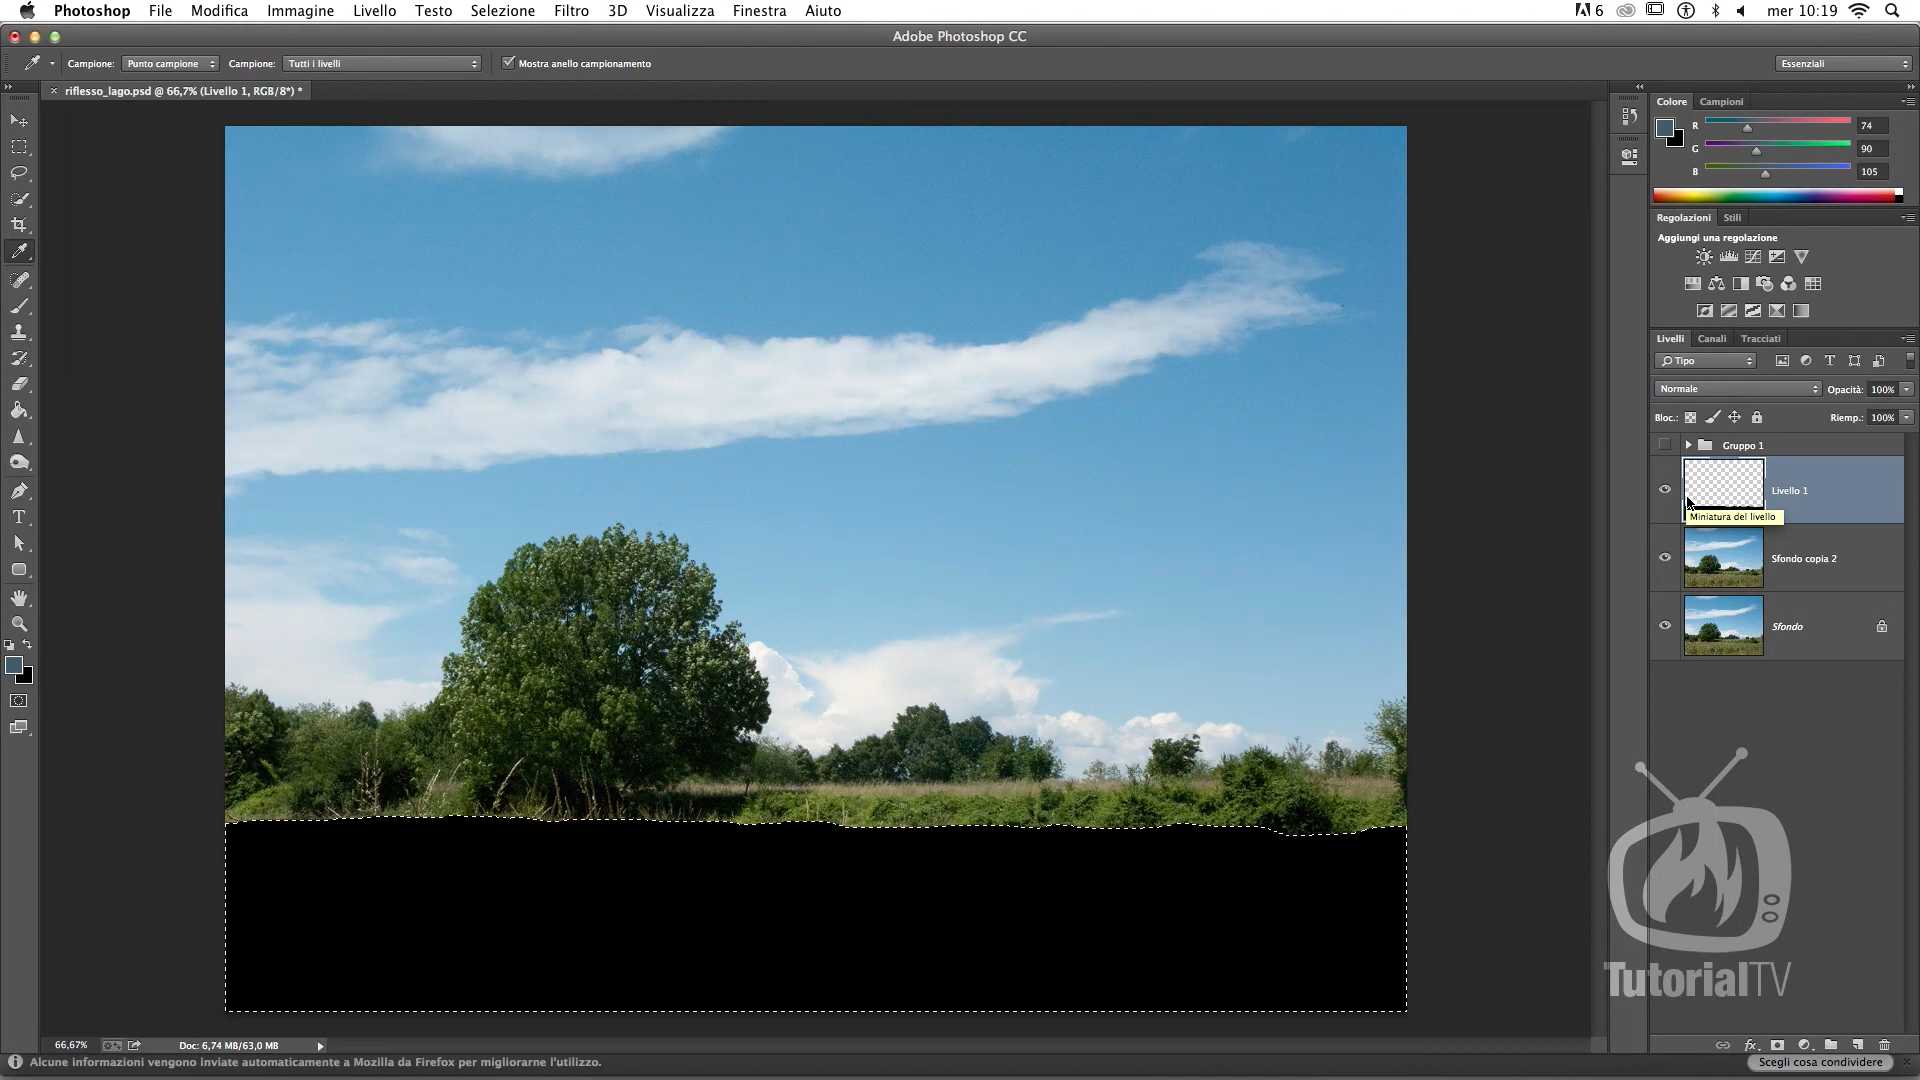 Photoshop File Modifica Immagine Livello Testo Selezione Filtro 3D Visualizza Finestra Aiuto 6 mer 10:19
Adobe Photoshop CC
Campione: Punto campione Campione: Tutti i livelli Mostra anello campionamento Essenziali
riflesso_lago.psd @ 66,7% (Livello 1, RGB/8*) *
Colore Campioni
R 74
G 90
B 105
Regolazioni Stili
Aggiungi una regolazione
Livelli Canali Tracciati
Tipo
Normale Opacità: 100%
Bloc.: Riemp.: 100%
Gruppo 1
Livello 1
Miniatura del livello
Sfondo copia 2
Sfondo
TutorialTV
66,67% Doc: 6,74 MB/63,0 MB
Alcune informazioni vengono inviate automaticamente a Mozilla da Firefox per migliorarne l'utilizzo. Scegli cosa condividere